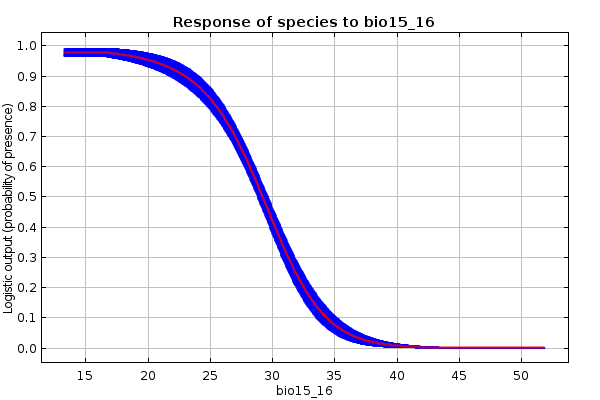 Response of species to bio15_16
Logistic output (probability of presence)
1.0
0.9
0.8
0.7
0.6
0.5
0.4
0.3
0.2
0.1
0.0
15 20 25 30 35 40 45 50
bio15_16